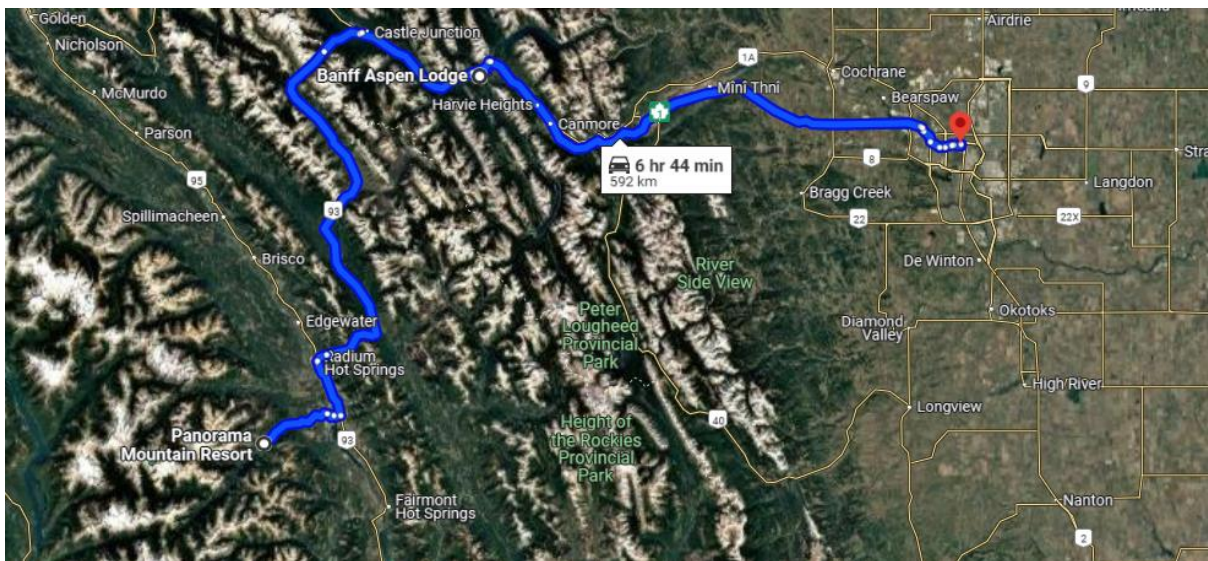 Golden
Nicholson
Castle Junction
Airdrie
1A
Banff Aspen Lodge
Cochrane
McMurdo
Mini Thni
9
Harvie Heights
Bearspaw
1
Parson
Canmore
6 hr 44 min
592 km
8
Stra
95
Bragg Creek
Langdon
Spillimacheen
93
22
22X
Brisco
De Winton
River
Side View
Edgewater
Peter
Lougheed
Provincial
Park
Okotoks
Diamond
Valley
Radium
Hot Springs
High River
Longview
93
Height of
the Rockies
Provincial
Park
40
Panorama
Mountain Resort
Fairmont
Hot Springs
Nanton
2